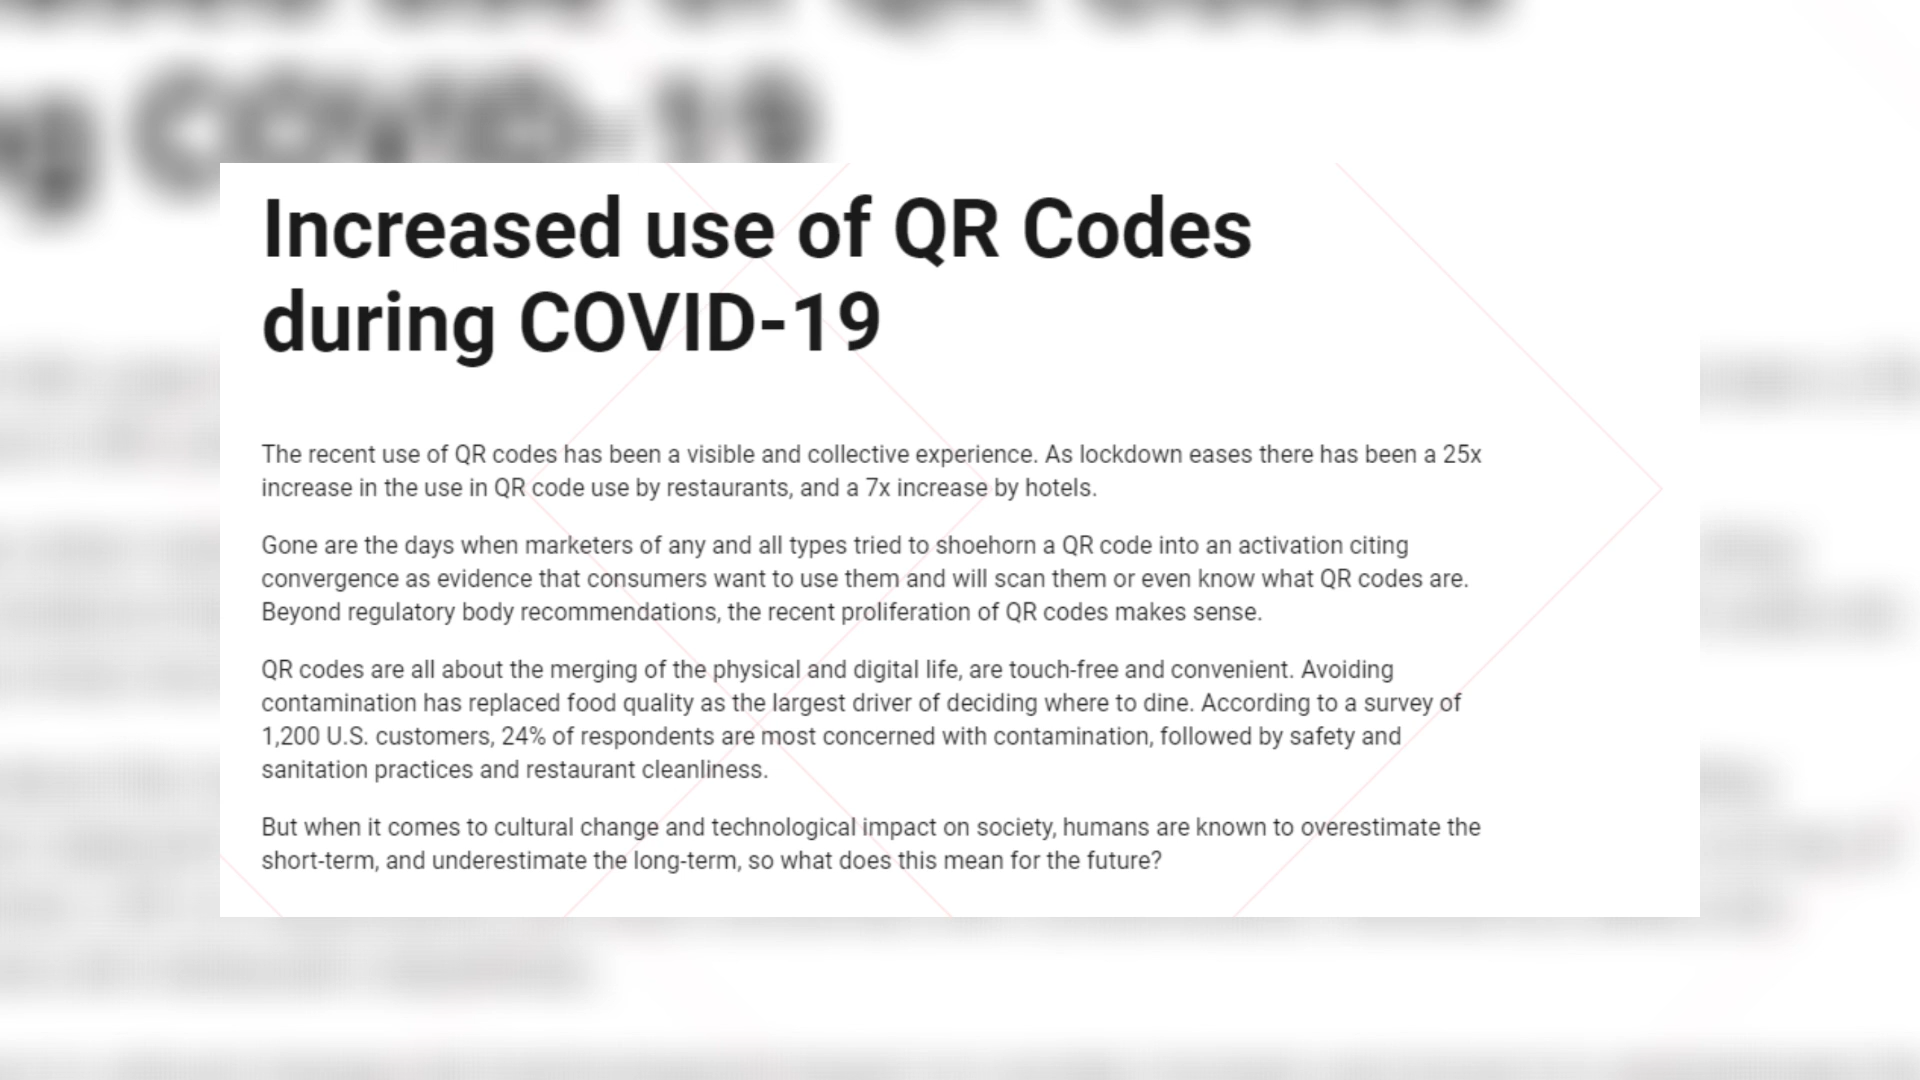 Increased use of QR Codes
during COVID-19
The recent use of QR codes has been a visible and collective experience. As lockdown eases there has been a 25x
increase in the use in QR code use by restaurants, and a 7x increase by hotels.
Gone are the days when marketers of any and all types tried to shoehorn a QR code into an activation citing
convergence as evidence that consumers want to use them and will scan them or even know what QR codes are.
Beyond regulatory body recommendations, the recent proliferation of QR codes makes sense.
QR codes are all about the merging of the physical and digital life, are touch-free and convenient. Avoiding
contamination has replaced food quality as the largest driver of deciding where to dine. According to a survey of
1,200 U.S. customers, 24% of respondents are most concerned with contamination, followed by safety and
sanitation practices and restaurant cleanliness.
But when it comes to cultural change and technological impact on society, humans are known to overestimate the
short-term, and underestimate the long-term, so what does this mean for the future?